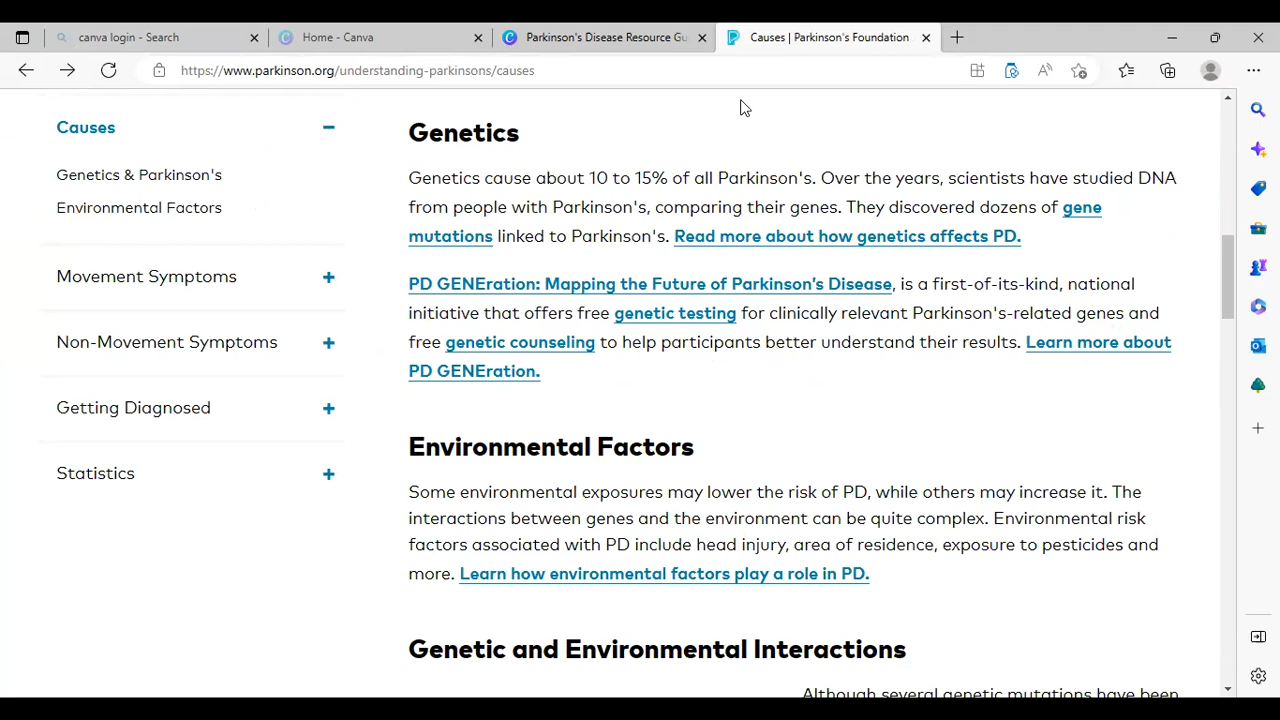 canva login - Search
Home - Canva
Parkinson's Disease Resource Gu
Causes | Parkinson's Foundation
https://www.parkinson.org/understanding-parkinsons/causes
Causes
Genetics & Parkinson's
Environmental Factors
Movement Symptoms
Non-Movement Symptoms
Getting Diagnosed
Statistics
Genetics
Genetics cause about 10 to 15% of all Parkinson's. Over the years, scientists have studied DNA
from people with Parkinson's, comparing their genes. They discovered dozens of gene
mutations linked to Parkinson's. Read more about how genetics affects PD.
PD GENEration: Mapping the Future of Parkinson's Disease, is a first-of-its-kind, national
initiative that offers free genetic testing for clinically relevant Parkinson's-related genes and
free genetic counseling to help participants better understand their results. Learn more about
PD GENEration.
Environmental Factors
Some environmental exposures may lower the risk of PD, while others may increase it. The
interactions between genes and the environment can be quite complex. Environmental risk
factors associated with PD include head injury, area of residence, exposure to pesticides and
more. Learn how environmental factors play a role in PD.
Genetic and Environmental Interactions
Although several genetic mutations have been